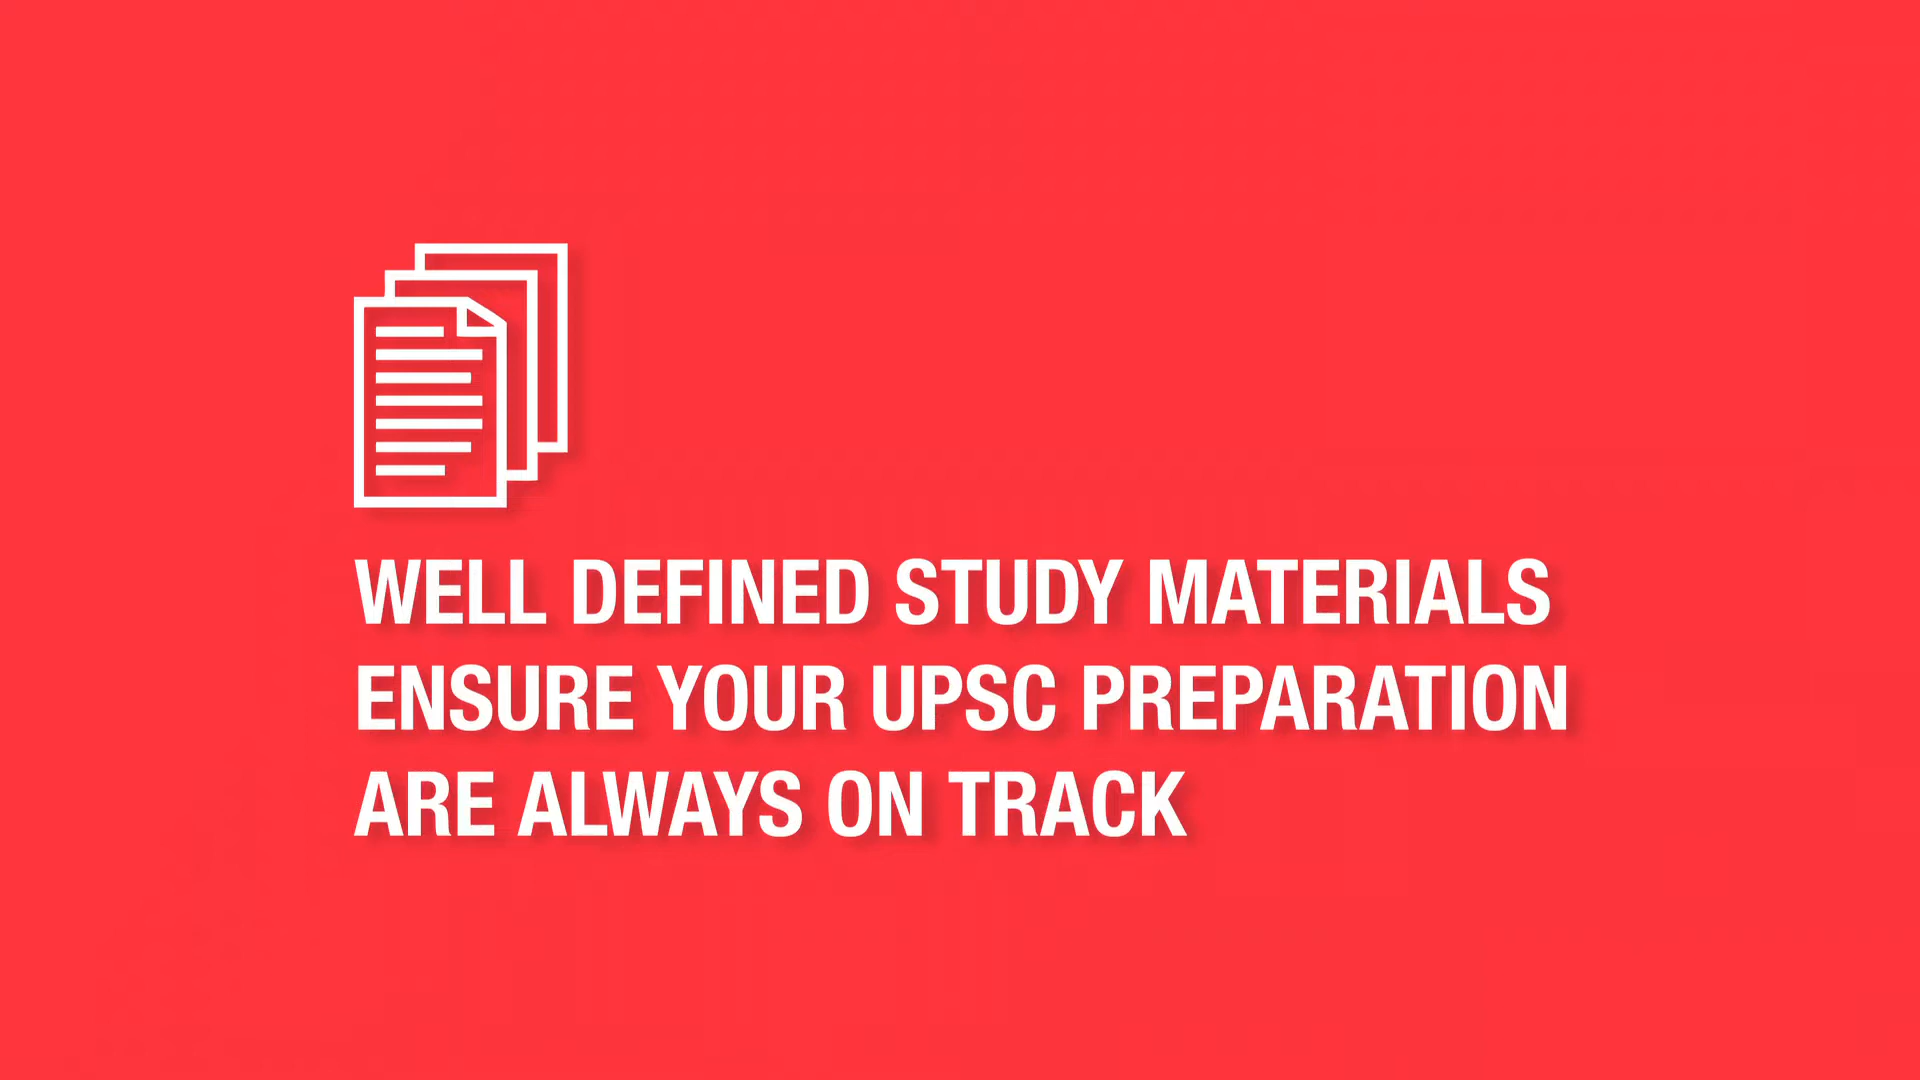 WELL DEFINED STUDY MATERIALS
ENSURE YOUR UPSC PREPARATION
ARE ALWAYS ON TRACK